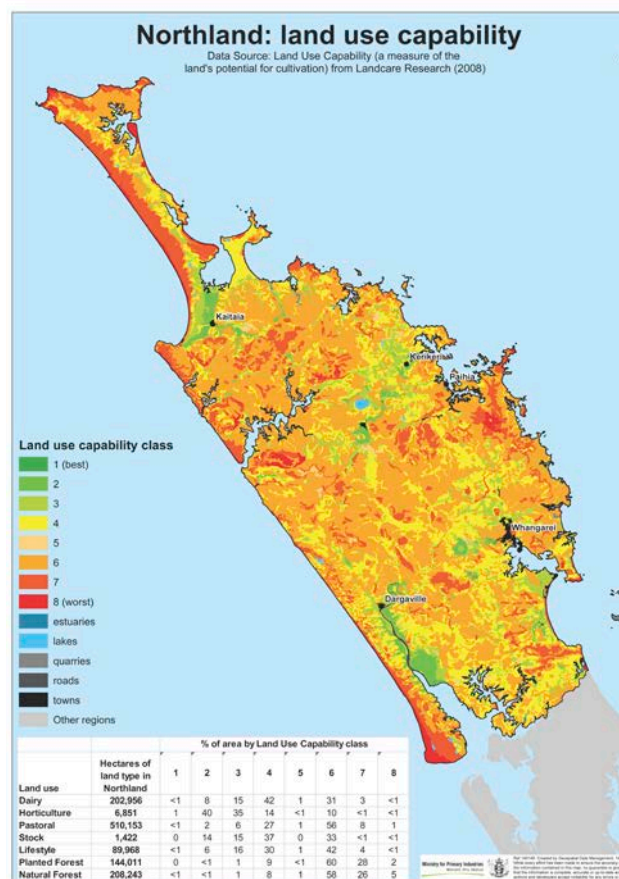 Northland: land use capability
Data Source: Land Use Capability (a measure of the
land's potential for cultivation) from Landcare Research (2008)
Kaitaia
Kerikeri
Paihia
Whangarei
Dargaville
Land use capability class
1 (best)
2
3
4
5
6
7
8 (worst)
estuaries
lakes
quarries
roads
towns
Other regions
% of area by Land Use Capability class
Land use Hectares of land type in Northland 1 2 3 4 5 6 7 8
Dairy 202,956 <1 8 15 42 1 31 3 <1
Horticulture 6,851 1 40 35 14 <1 10 <1 <1
Pastoral 510,153 <1 2 6 27 1 56 8 1
Stock 1,422 0 14 15 37 0 33 <1 <1
Lifestyle 89,968 <1 6 16 30 1 42 4 <1
Planted Forest 144,011 0 <1 1 9 <1 60 28 2
Natural Forest 208,243 <1 <1 1 8 1 58 26 5
Ministry for Primary Industries